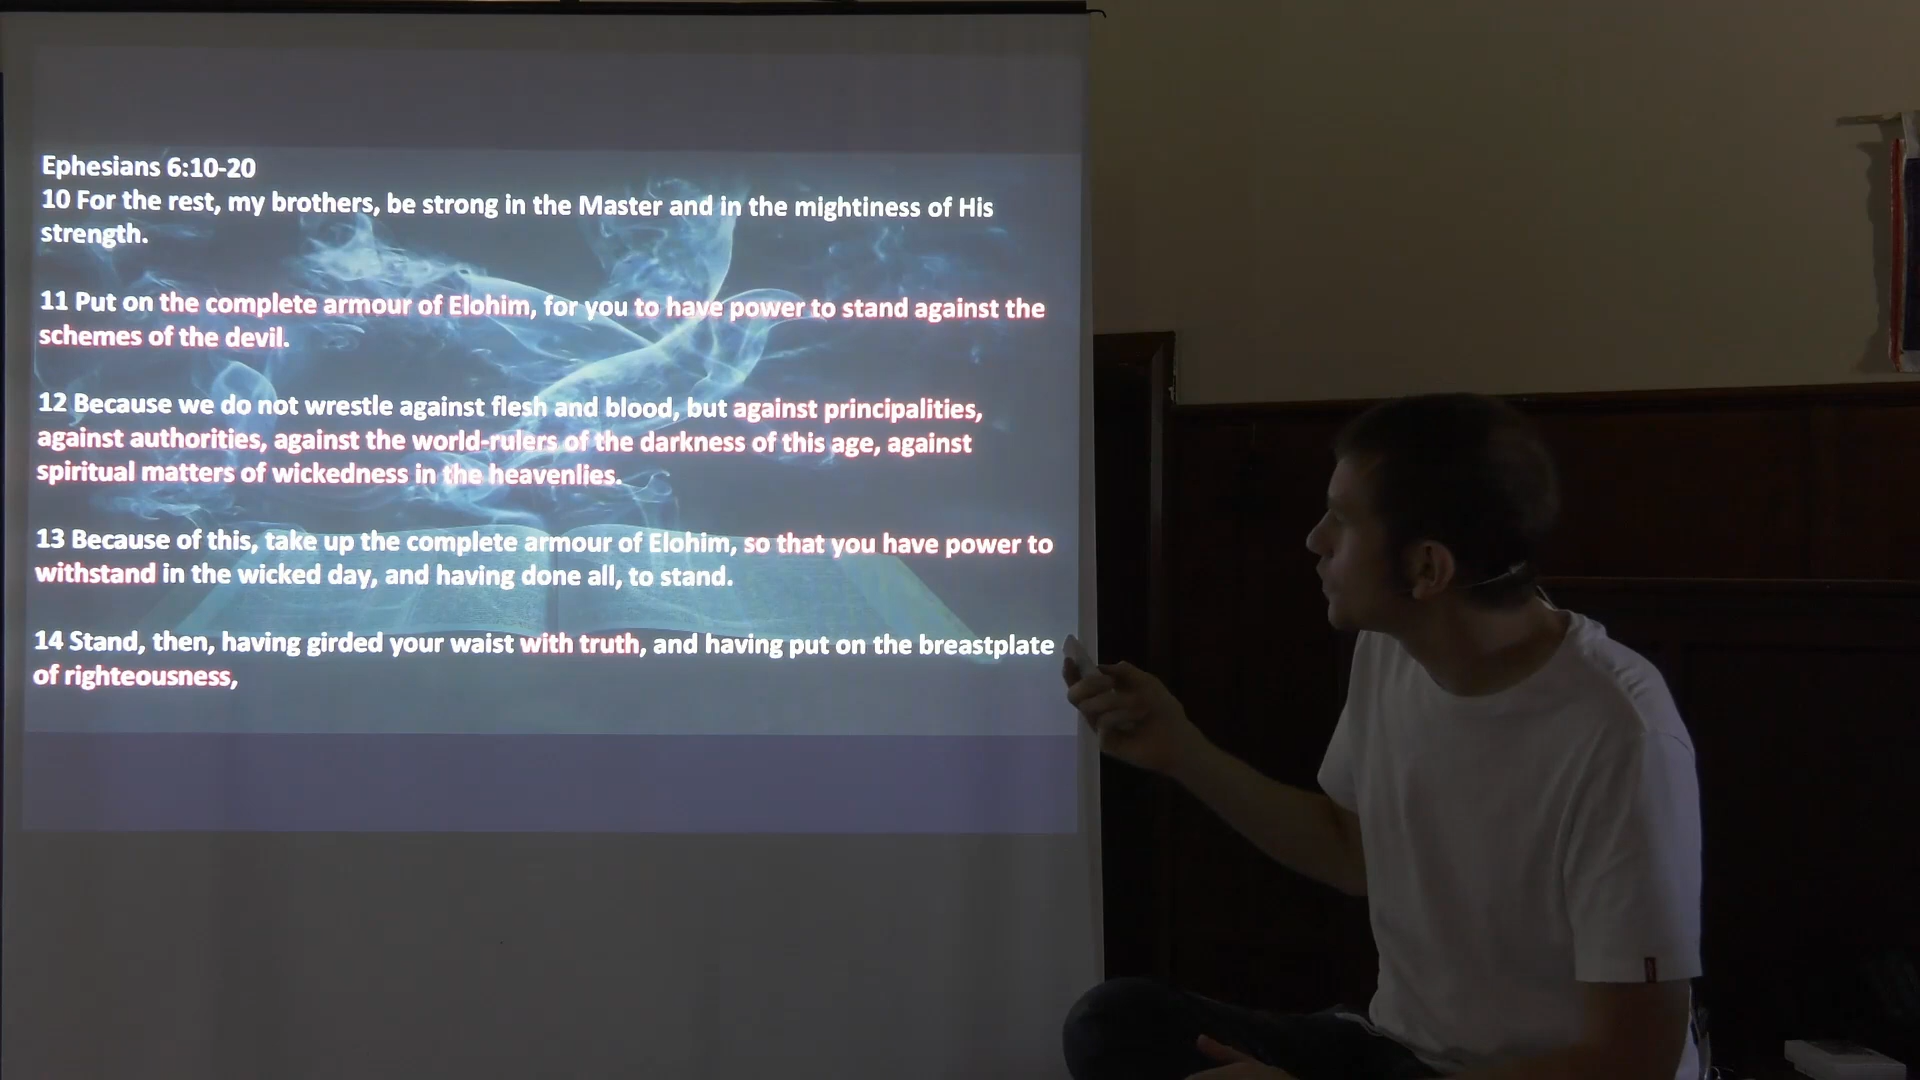 Ephesians 6:10-20
10 For the rest, my brothers, be strong in the Master and in the mightiness of His
strength.
11 Put on the complete armour of Elohim, for you to have power to stand against the
schemes of the devil.
12 Because we do not wrestle against flesh and blood, but against principalities,
against authorities, against the world-rulers of the darkness of this age, against
spiritual matters of wickedness in the heavenlies.
13 Because of this, take up the complete armour of Elohim, so that you have power to
withstand in the wicked day, and having done all, to stand.
14 Stand, then, having girded your waist with truth, and having put on the breastplate
of righteousness,